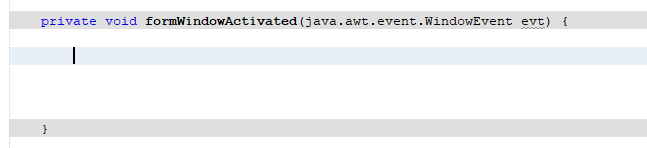 private void formWindowActivated(java.awt.event.WindowEvent evt) {
}